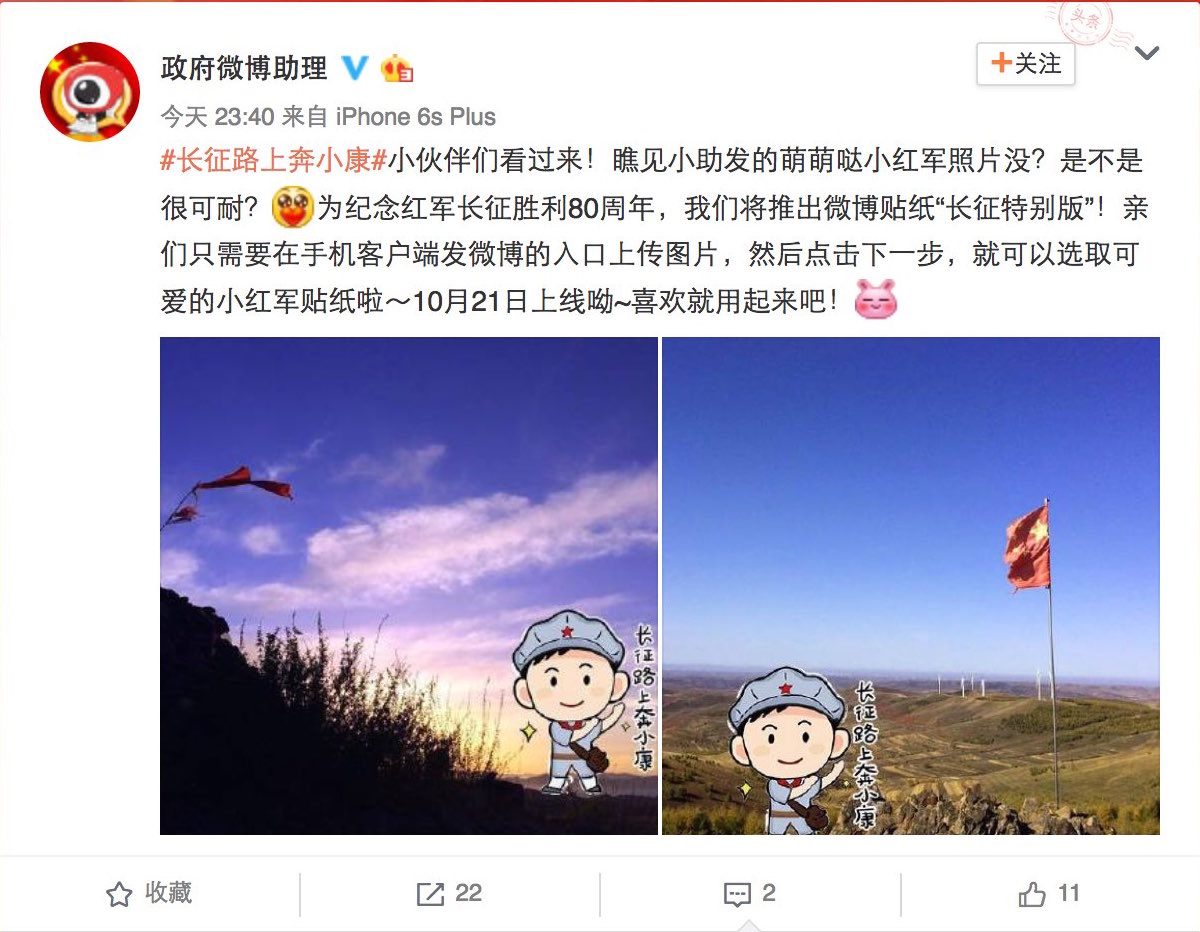 头条
政府微博助理
关注
今天 23:40 来自 iPhone 6s Plus
#长征路上奔小康#小伙伴们看过来！瞧见小助发的萌萌哒小红军照片没？是不是
很可耐？为纪念红军长征胜利80周年，我们将推出微博贴纸“长征特别版”！亲
们只需要在手机客户端发微博的入口上传图片，然后点击下一步，就可以选取可
爱的小红军贴纸啦～10月21日上线呦~喜欢就用起来吧！
长征路上奔小康
长征路上奔小康
收藏
22
2
11